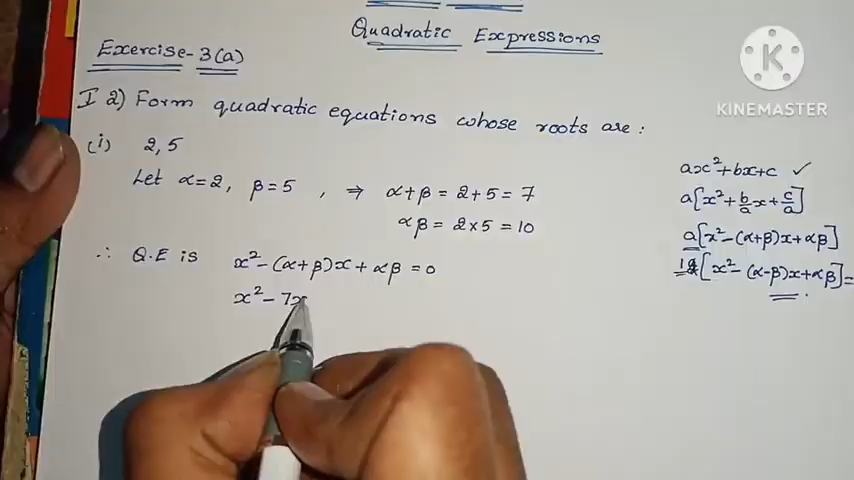 Quadratic Expressions
Exercise-3(a)
I 2) Form quadratic equations whose roots are :
(i) 2, 5
Let α=2, β=5 , ⇒ α+β = 2+5 = 7
αβ = 2×5 = 10
∴ Q.E is x²-(α+β)x+αβ=0
x²-7x
ax²+bx+c ✓
a[x²+b/a x+c/a]
a[x²-(α+β)x+αβ]
[x²-(α-β)x+αβ]=
KINEMASTER